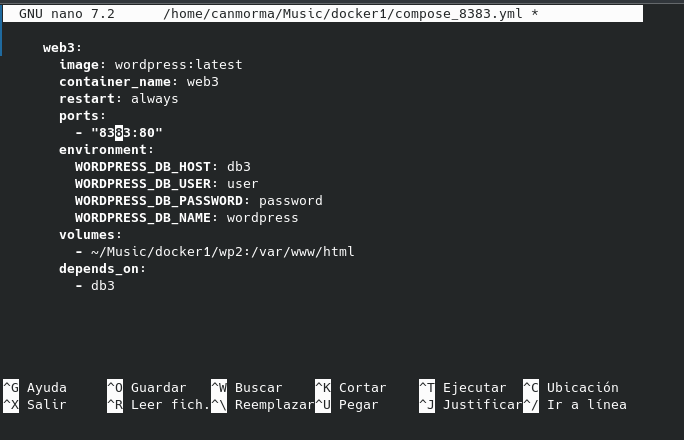 GNU nano 7.2      /home/canmorma/Music/docker1/compose_8383.yml *
web3:
image: wordpress:latest
container_name: web3
restart: always
ports:
- "8383:80"
environment:
WORDPRESS_DB_HOST: db3
WORDPRESS_DB_USER: user
WORDPRESS_DB_PASSWORD: password
WORDPRESS_DB_NAME: wordpress
volumes:
- ~/Music/docker1/wp2:/var/www/html
depends_on:
- db3
^G Ayuda ^O Guardar ^W Buscar ^K Cortar ^T Ejecutar ^C Ubicación
^X Salir ^R Leer fich. ^\ Reemplazar ^U Pegar ^J Justificar ^/ Ir a línea